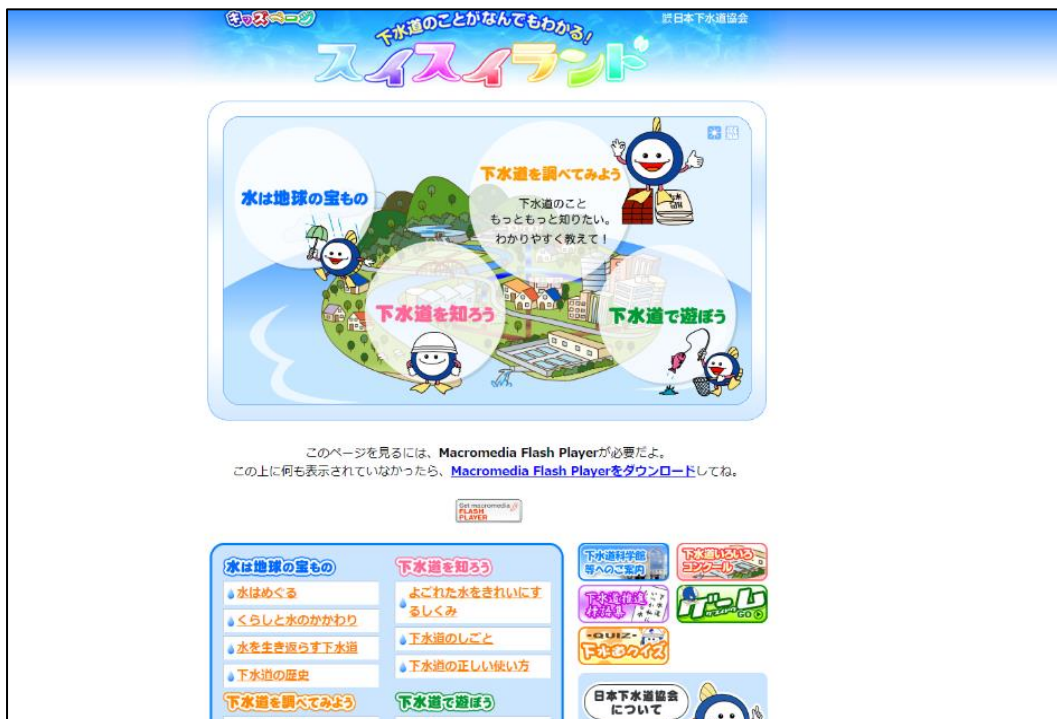 キッズページ
下水道のことがなんでもわかる!
日本下水道協会
スイスイランド
水は地球の宝もの
下水道を調べてみよう
下水道のこと
もっともっと知りたい。
わかりやすく教えて!
下水道を知ろう
下水道で遊ぼう
このページを見るには、Macromedia Flash Playerが必要だよ。
この上に何も表示されていなかったら、Macromedia Flash Playerをダウンロードしてね。
Get macromedia
FLASH
PLAYER
水は地球の宝もの
水はめぐる
くらしと水のかかわり
水を生き返らす下水道
下水道の歴史
下水道を知ろう
よごれた水をきれいにす
るしくみ
下水道のしごと
下水道の正しい使い方
下水道を調べてみよう
下水道で遊ぼう
下水道科学館
等へのご案内
下水道いろいろ
コンクール
下水道推進
標語集
ゲーム
GO
-QUIZ-
下水道クイズ
日本下水道協会
について